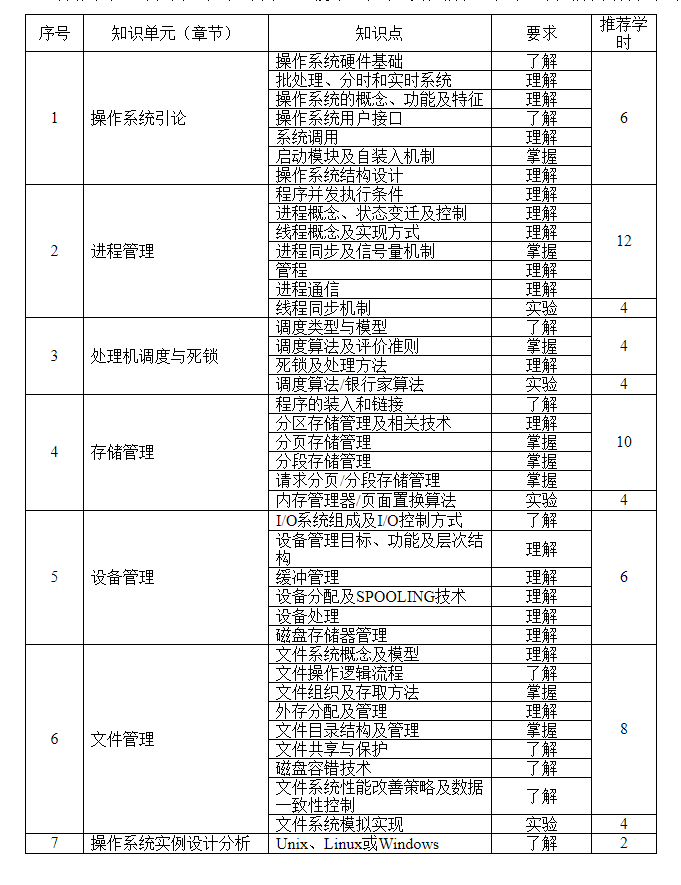 序号 知识单元（章节） 知识点 要求 推荐学
时
1 操作系统引论 操作系统硬件基础 了解 6
批处理、分时和实时系统 理解
操作系统的概念、功能及特征 理解
操作系统用户接口 了解
系统调用 理解
启动模块及自装入机制 掌握
操作系统结构设计 理解
2 进程管理 程序并发执行条件 理解 12
进程概念、状态变迁及控制 理解
线程概念及实现方式 理解
进程同步及信号量机制 掌握
管程 理解
进程通信 理解
线程同步机制 实验 4
3 处理机调度与死锁 调度类型与模型 了解 4
调度算法及评价准则 掌握
死锁及处理方法 理解
调度算法/银行家算法 实验 4
4 存储管理 程序的装入和链接 了解 10
分区存储管理及相关技术 理解
分页存储管理 掌握
分段存储管理 掌握
请求分页/分段存储管理 掌握
内存管理器/页面置换算法 实验 4
5 设备管理 I/O系统组成及I/O控制方式 了解 6
设备管理目标、功能及层次结
构 理解
缓冲管理 理解
设备分配及SPOOLING技术 理解
设备处理 理解
磁盘存储器管理 理解
6 文件管理 文件系统概念及模型 理解 8
文件操作逻辑流程 了解
文件组织及存取方法 掌握
外存分配及管理 理解
文件目录结构及管理 掌握
文件共享与保护 了解
磁盘容错技术 了解
文件系统性能改善策略及数据
一致性控制 了解
文件系统模拟实现 实验 4
7 操作系统实例设计分析 Unix、Linux或Windows 了解 2